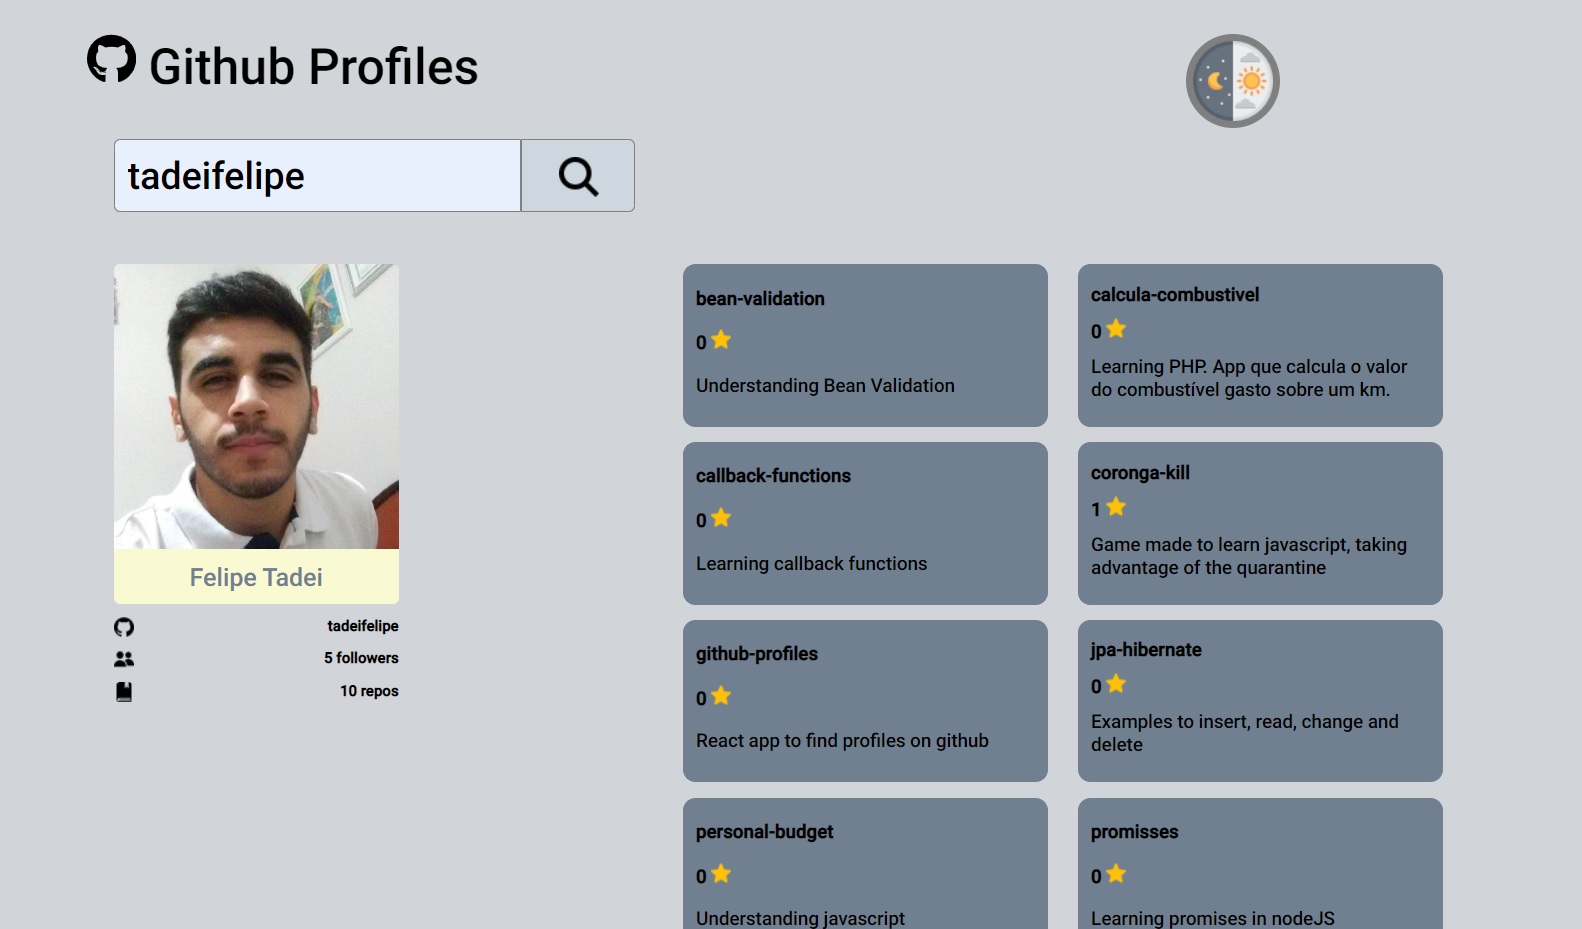 Github Profiles
tadeifelipe
Felipe Tadei
tadeifelipe
5 followers
10 repos
bean-validation
0
Understanding Bean Validation
calcula-combustivel
0
Learning PHP. App que calcula o valor
do combustível gasto sobre um km.
callback-functions
0
Learning callback functions
coronga-kill
1
Game made to learn javascript, taking
advantage of the quarantine
github-profiles
0
React app to find profiles on github
jpa-hibernate
0
Examples to insert, read, change and
delete
personal-budget
0
Understanding javascript
promisses
0
Learning promises in nodeJS